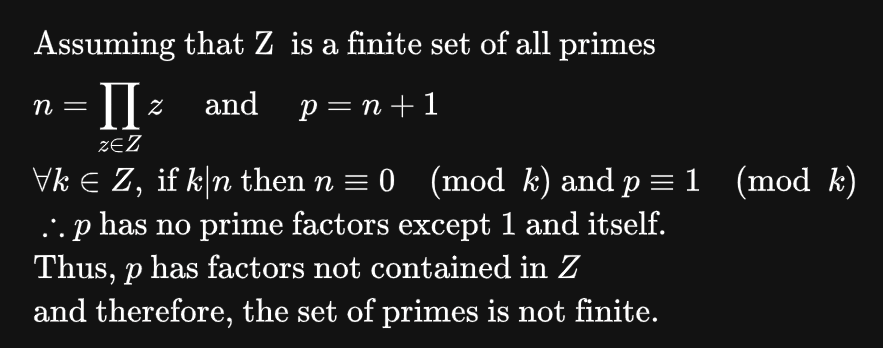 Assuming that Z is a finite set of all primes
n = ∏_{z∈Z} z and p = n + 1
∀k ∈ Z, if k|n then n ≡ 0 (mod k) and p ≡ 1 (mod k)
∴ p has no prime factors except 1 and itself.
Thus, p has factors not contained in Z
and therefore, the set of primes is not finite.